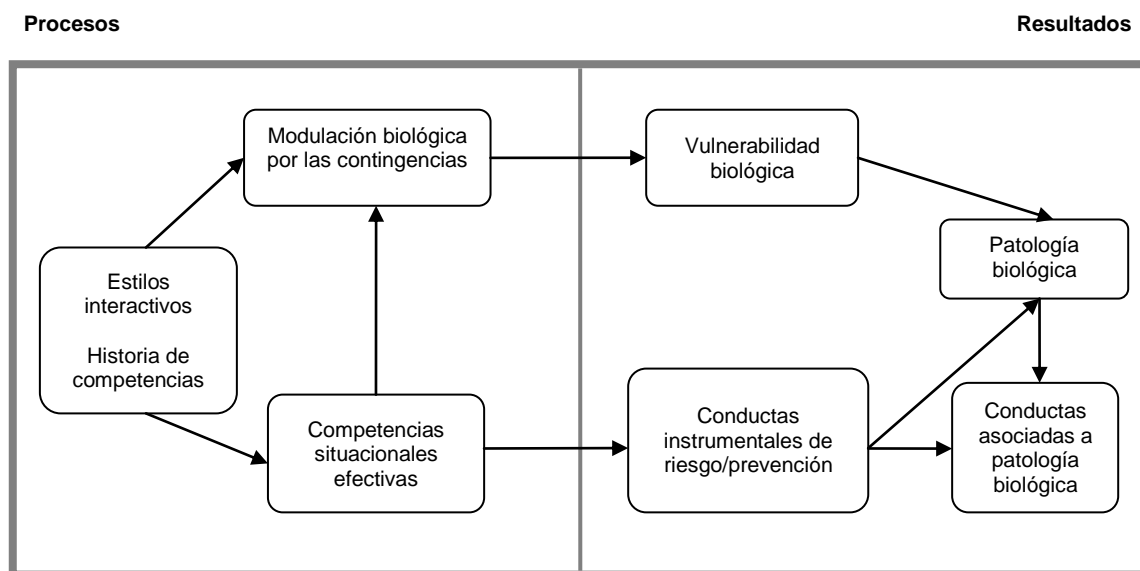 Procesos
Resultados
Modulación biológica
por las contingencias
Vulnerabilidad
biológica
Patología
biológica
Estilos
interactivos
Historia de
competencias
Competencias
situacionales
efectivas
Conductas
instrumentales de
riesgo/prevención
Conductas
asociadas a
patología
biológica